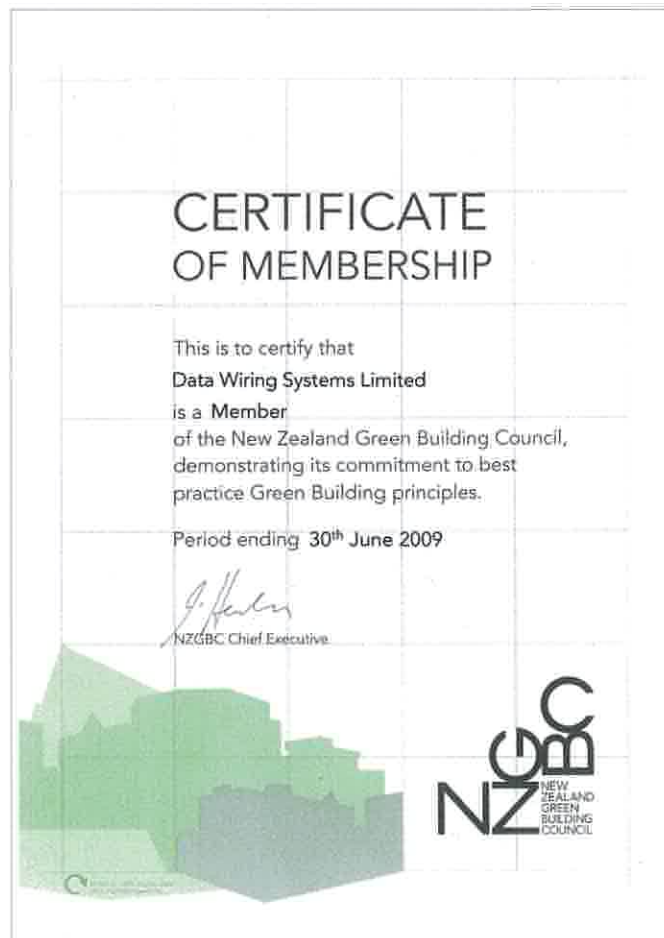 CERTIFICATE
OF MEMBERSHIP
This is to certify that
Data Wiring Systems Limited
is a Member
of the New Zealand Green Building Council,
demonstrating its commitment to best
practice Green Building principles.
Period ending 30th June 2009
NZGBC Chief Executive
NZGBC
NEW
ZEALAND
GREEN
BUILDING
COUNCIL